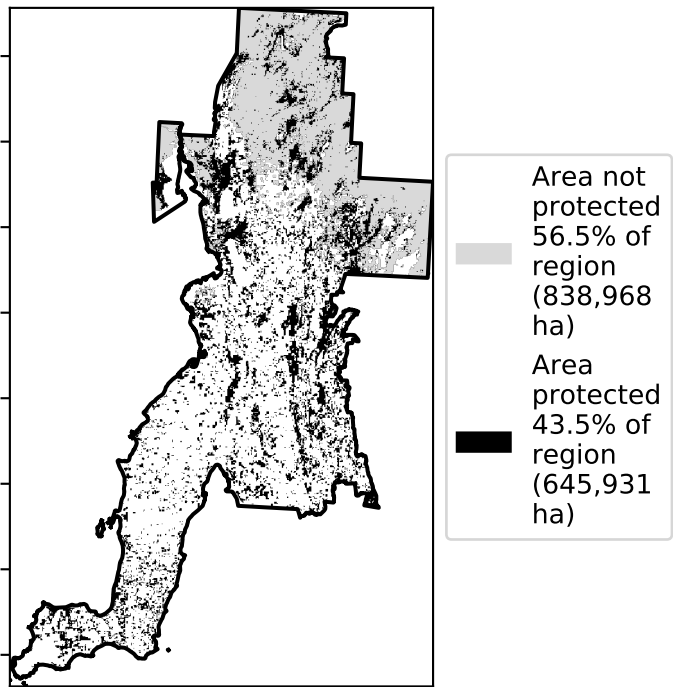 Area not
protected
56.5% of
region
(838,968
ha)
Area
protected
43.5% of
region
(645,931
ha)